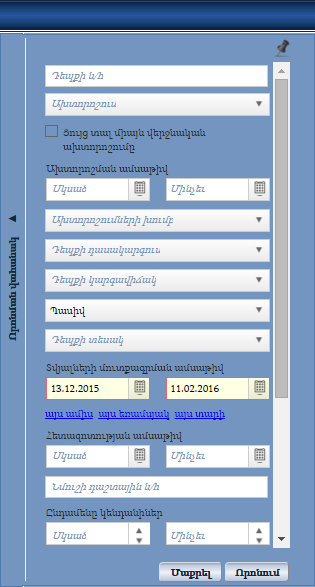 Դեպքի ն/հ
Ախտորոշում
Ցույց տալ միայն վերջնական
ախտորոշումը
Ախտորոշման ամսաթիվ
Սկսած Մինչեւ
Ախտորոշումների խումբ
Դեպքի դասակարգում
Դեպքի կարգավիճակ
Պասիվ
Դեպքի տեսակ
Տվյալների մուտքագրման ամսաթիվ
13.12.2015 11.02.2016
այս ամիս այս եռամսյակ այս տարի
Հետազոտության ամսաթիվ
Սկսած Մինչեւ
Նմուշի դաշտային ն/հ
Ընդամենը կենդանիներ
Սկսած Մինչեւ
Մաքրել Որոնում
Որոնման վահանակ